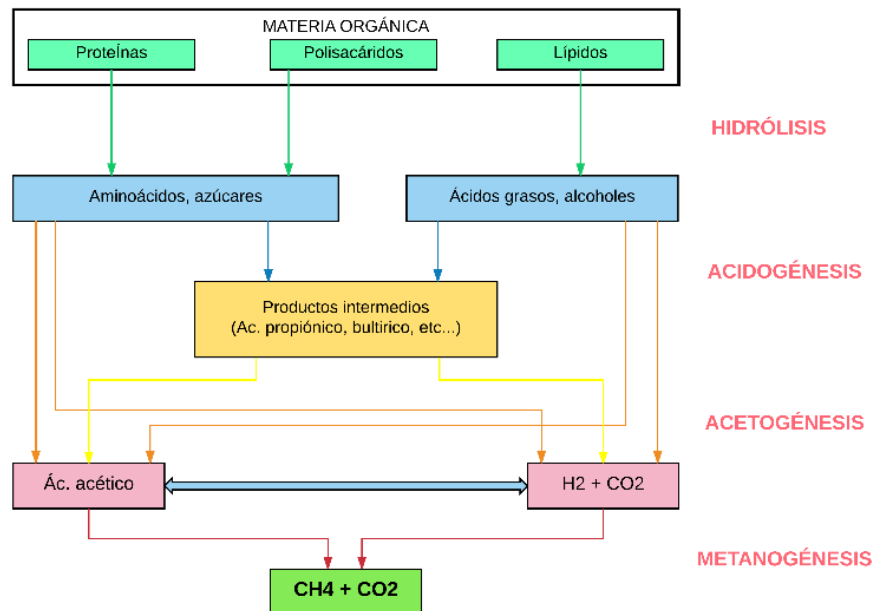 MATERIA ORGÁNICA
ProteÍnas
Polisacáridos
Lípidos
HIDRÓLISIS
Aminoácidos, azúcares
Ácidos grasos, alcoholes
ACIDOGÉNESIS
Productos intermedios
(Ac. propiónico, bultirico, etc...)
ACETOGÉNESIS
Ác. acético
H2 + CO2
METANOGÉNESIS
CH4 + CO2